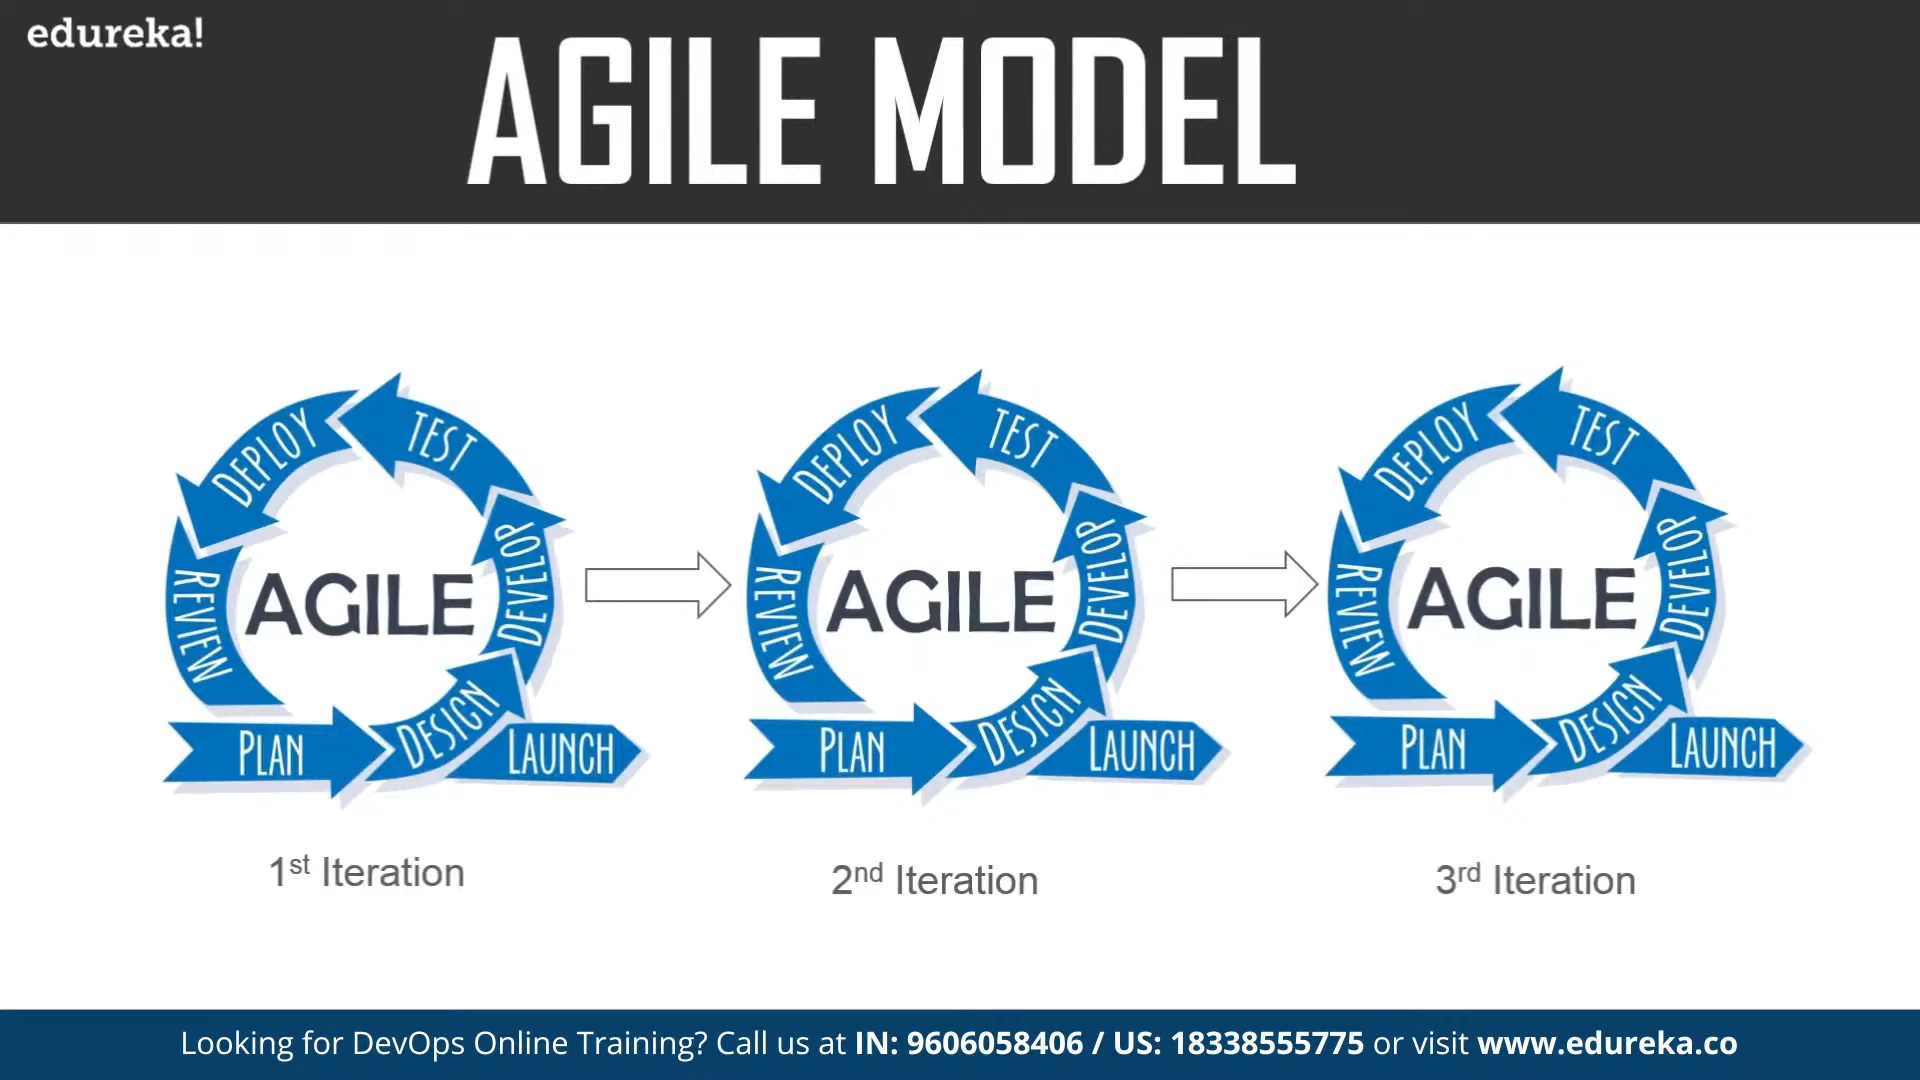 edureka!
AGILE MODEL
DEPLOY
TEST
REVIEW
AGILE
DEVELOP
PLAN
DESIGN
LAUNCH
1st Iteration
DEPLOY
TEST
REVIEW
AGILE
DEVELOP
PLAN
DESIGN
LAUNCH
2nd Iteration
DEPLOY
TEST
REVIEW
AGILE
DEVELOP
PLAN
DESIGN
LAUNCH
3rd Iteration
Looking for DevOps Online Training? Call us at IN: 9606058406 / US: 18338555775 or visit www.edureka.co